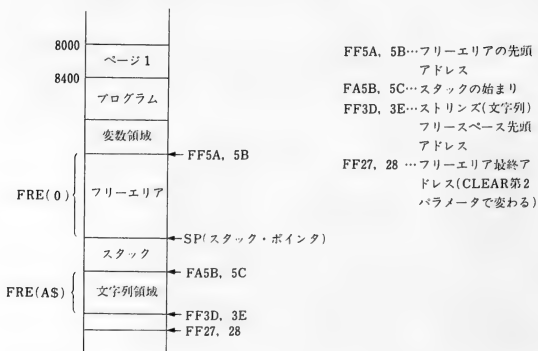 8000
ページ1
8400
プログラム
変数領域
FF5A, 5B
FRE(0)
フリーエリア
SP(スタック・ポインタ)
スタック
FA5B, 5C
FRE(A$)
文字列領域
FF3D, 3E
FF27, 28
FF5A, 5B…フリーエリアの先頭
アドレス
FA5B, 5C…スタックの始まり
FF3D, 3E…ストリンズ(文字列)
フリースペース先頭
アドレス
FF27, 28…フリーエリア最終ア
ドレス(CLEAR第2
パラメータで変わる)